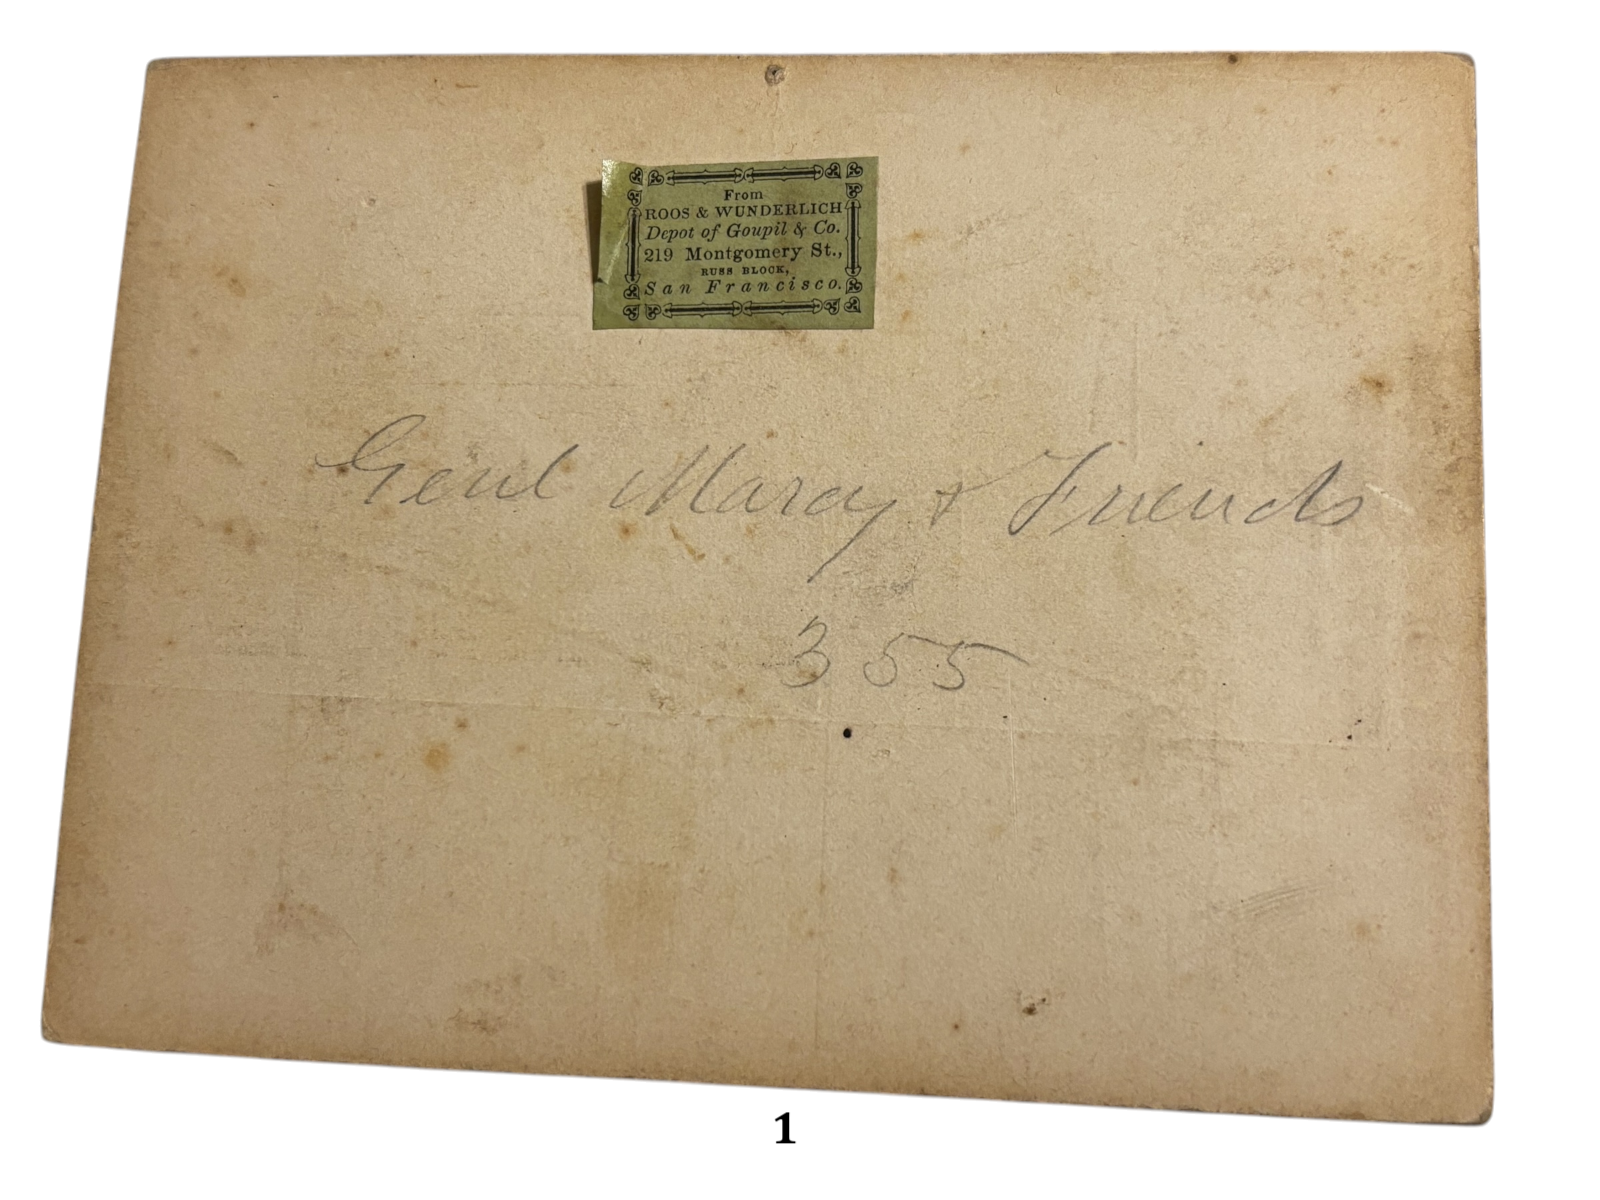 From
ROOS & WUNDERLICH
Depot of Goupil & Co.
219 Montgomery St.,
RUSS BLOCK,
San Francisco.
Genl Marcy & Friends
355
1